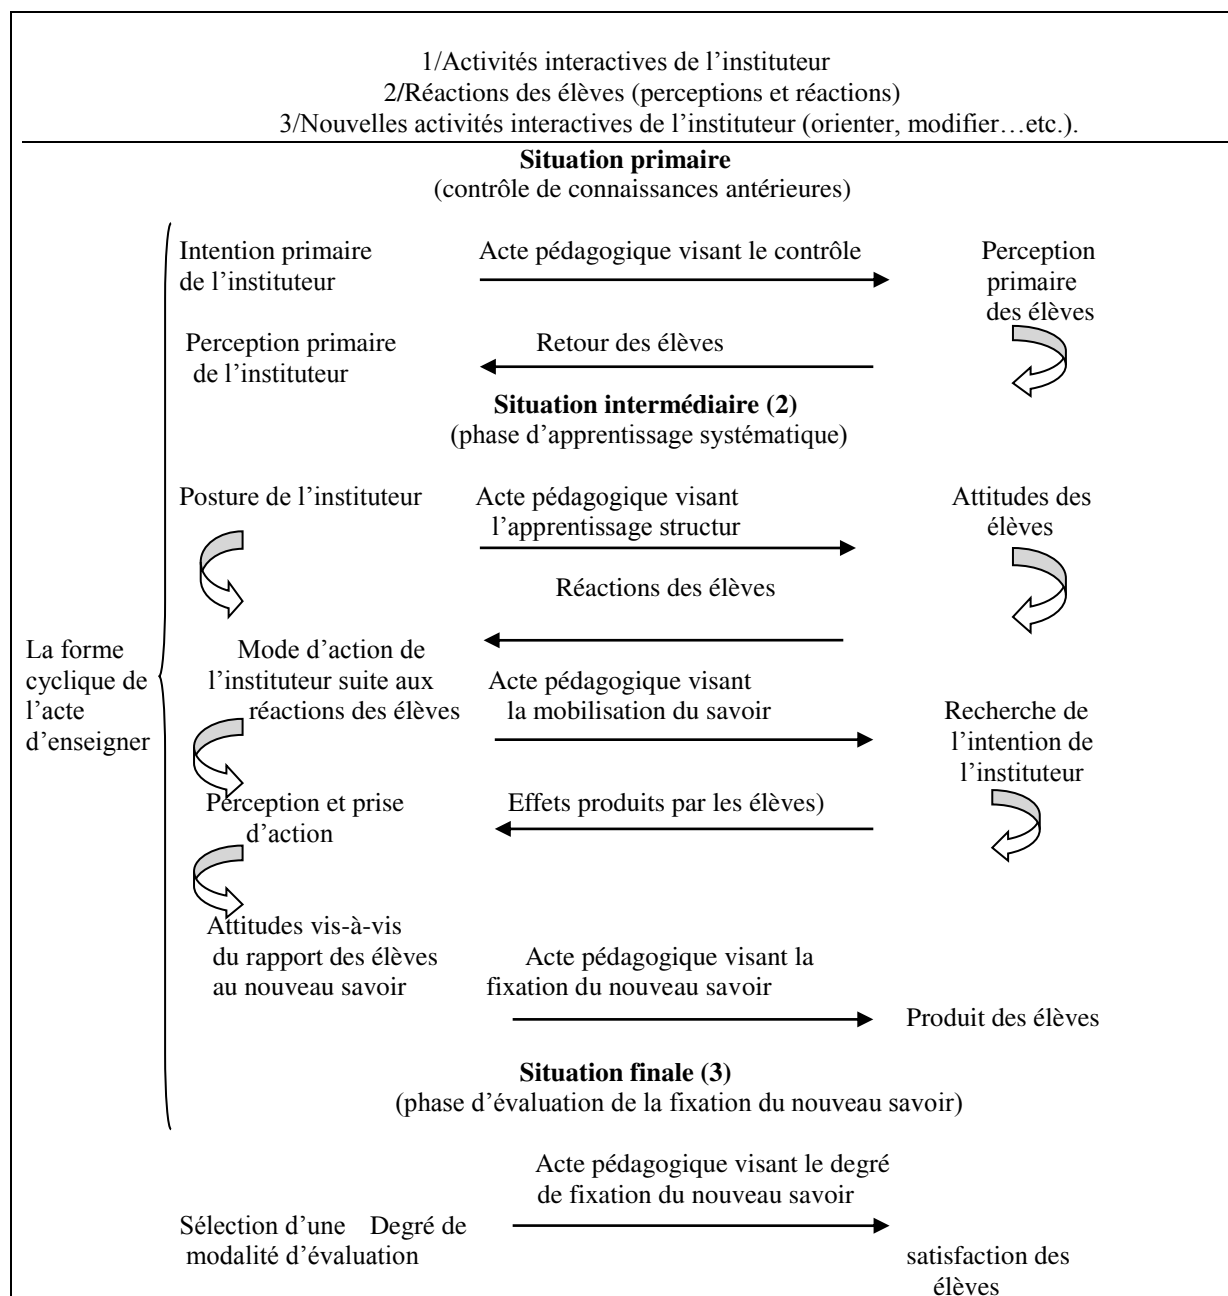 1/Activités interactives de l’instituteur
2/Réactions des élèves (perceptions et réactions)
3/Nouvelles activités interactives de l’instituteur (orienter, modifier…etc.).
Situation primaire
(contrôle de connaissances antérieures)
Intention primaire
de l’instituteur
Acte pédagogique visant le contrôle
Perception
primaire
des élèves
Perception primaire
de l’instituteur
Retour des élèves
Situation intermédiaire (2)
(phase d’apprentissage systématique)
Posture de l’instituteur
Acte pédagogique visant
l’apprentissage structur
Attitudes des
élèves
Réactions des élèves
La forme
cyclique de
l’acte
d’enseigner
Mode d’action de
l’instituteur suite aux
réactions des élèves
Acte pédagogique visant
la mobilisation du savoir
Recherche de
l’intention de
l’instituteur
Perception et prise
d’action
Effets produits par les élèves)
Attitudes vis-à-vis
du rapport des élèves
au nouveau savoir
Acte pédagogique visant la
fixation du nouveau savoir
Produit des élèves
Situation finale (3)
(phase d’évaluation de la fixation du nouveau savoir)
Acte pédagogique visant le degré
de fixation du nouveau savoir
Sélection d’une Degré de
modalité d’évaluation
satisfaction des
élèves